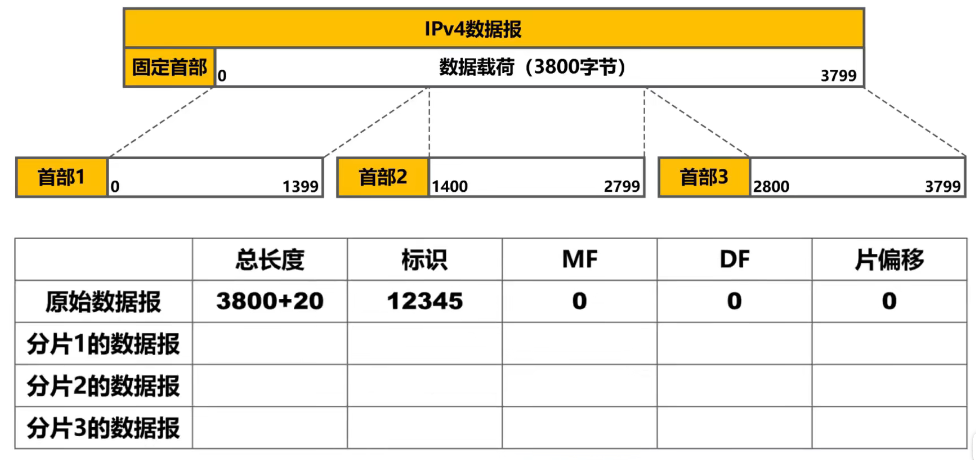 IPv4数据报
固定首部 0 数据载荷（3800字节） 3799
首部1 0 1399 首部2 1400 2799 首部3 2800 3799
总长度 标识 MF DF 片偏移
原始数据报 3800+20 12345 0 0 0
分片1的数据报
分片2的数据报
分片3的数据报